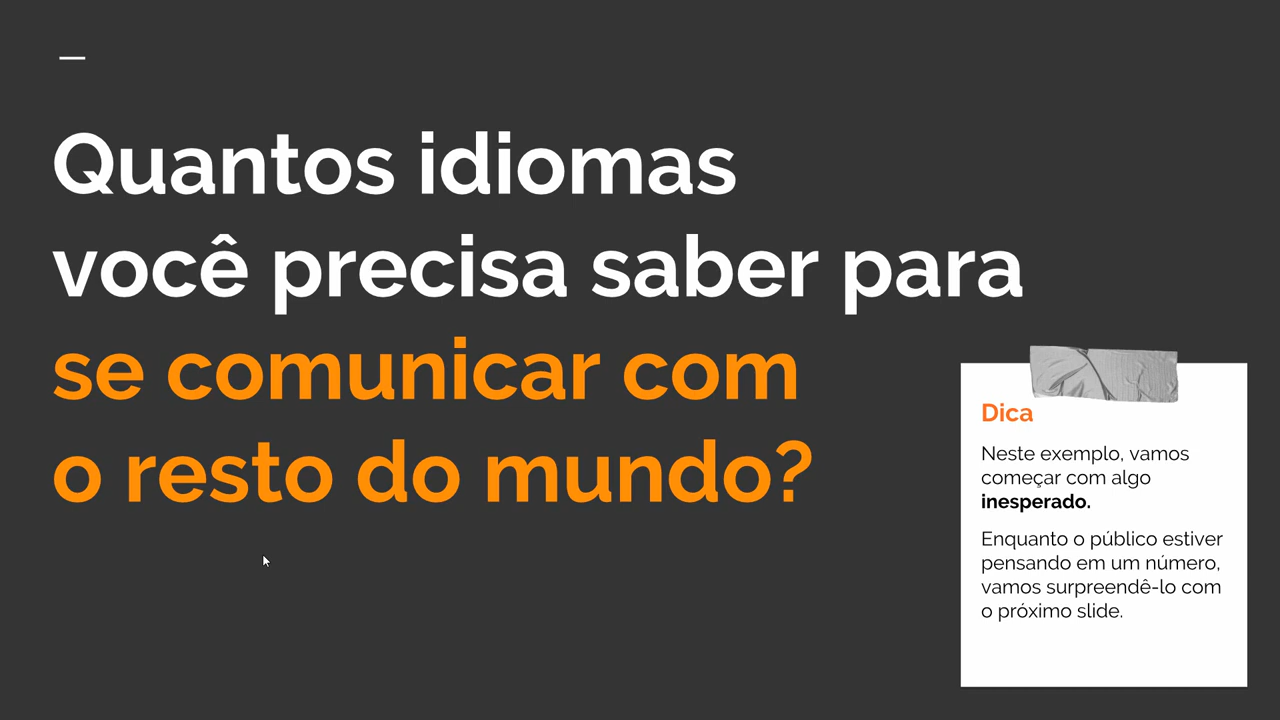 Quantos idiomas
você precisa saber para
se comunicar com
o resto do mundo?
Dica
Neste exemplo, vamos
começar com algo
inesperado.
Enquanto o público estiver
pensando em um número,
vamos surpreendê-lo com
o próximo slide.